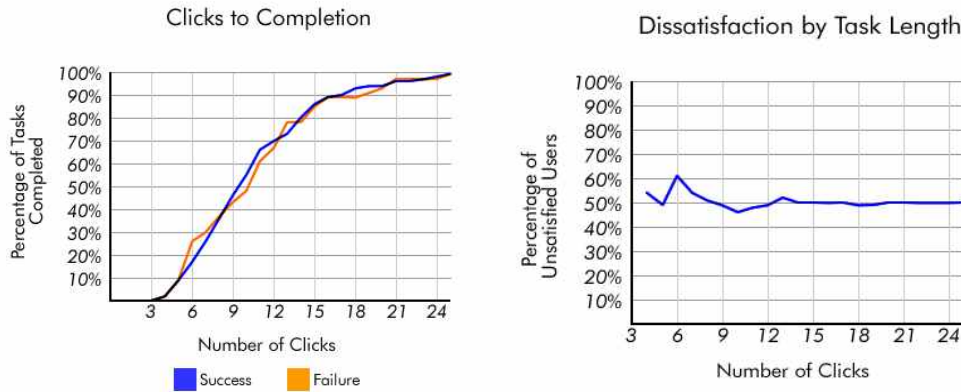 Clicks to Completion
Percentage of Tasks
Completed
100%
90%
80%
70%
60%
50%
40%
30%
20%
10%
3 6 9 12 15 18 21 24
Number of Clicks
Success Failure
Dissatisfaction by Task Length
Percentage of
Unsatisfied Users
100%
90%
80%
70%
60%
50%
40%
30%
20%
10%
3 6 9 12 15 18 21 24
Number of Clicks